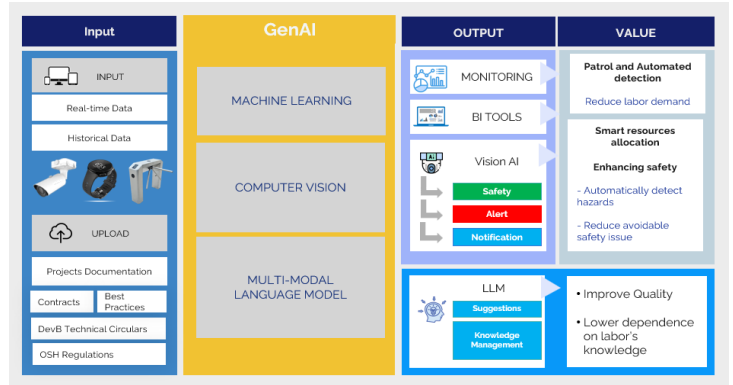 Input
INPUT
Real-time Data
Historical Data
UPLOAD
Projects Documentation
Contracts
Best
Practices
DevB Technical Circulars
OSH Regulations
GenAI
MACHINE LEARNING
COMPUTER VISION
MULTI-MODAL
LANGUAGE MODEL
OUTPUT
MONITORING
BI TOOLS
Ai
Vision AI
Safety
Alert
Notification
LLM
Suggestions
Knowledge
Management
VALUE
Patrol and Automated
detection
Reduce labor demand
Smart resources
allocation
Enhancing safety
- Automatically detect
hazards
- Reduce avoidable
safety issue
• Improve Quality
• Lower dependence
on labor's
knowledge